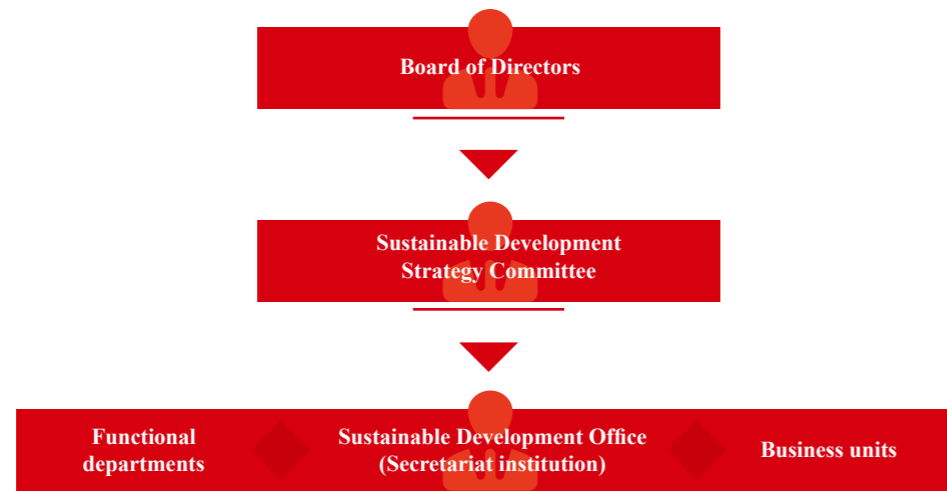 Board of Directors
Sustainable Development
Strategy Committee
Functional
departments
Sustainable Development Office
(Secretariat institution)
Business units